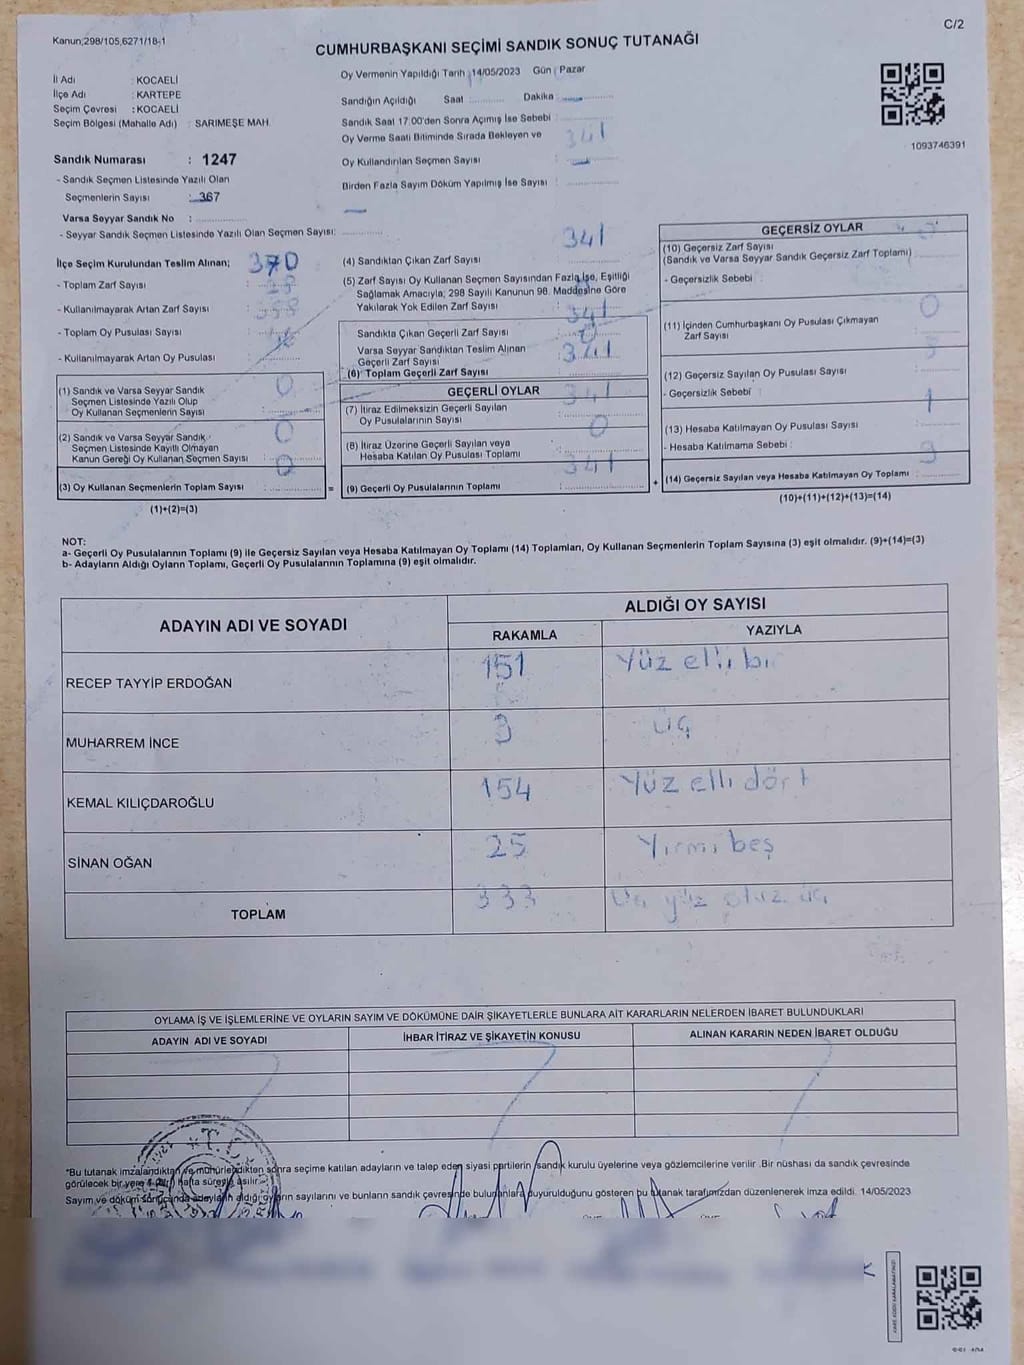 C/2
Kanun;298/105,6271/18-1
CUMHURBAŞKANI SEÇİMİ SANDIK SONUÇ TUTANAĞI
İl Adı : KOCAELİ
İlçe Adı : KARTEPE
Seçim Çevresi : KOCAELİ
Seçim Bölgesi (Mahalle Adı) : SARIMEŞE MAH.
Sandık Numarası : 1247
- Sandık Seçmen Listesinde Yazılı Olan
Seçmenlerin Sayısı : 367
Varsa Seyyar Sandık No :
- Seyyar Sandık Seçmen Listesinde Yazılı Olan Seçmen Sayısı:
Oy Vermenin Yapıldığı Tarih 14/05/2023 Gün : Pazar
Sandığın Açıldığı Saat Dakika
Sandık Saat 17:00'den Sonra Açımış İse Sebebi :
Oy Verme Saati Bitiminde Sırada Bekleyen ve 341
Oy Kullandırılan Seçmen Sayısı
Birden Fazla Sayım Döküm Yapılmış İse Sayısı :
1093746391
İlçe Seçim Kurulundan Teslim Alınan; 370
- Toplam Zarf Sayısı
- Kullanılmayarak Artan Zarf Sayısı
- Toplam Oy Pusulası Sayısı
- Kullanılmayarak Artan Oy Pusulası
(1) Sandık ve Varsa Seyyar Sandık 0
Seçmen Listesinde Yazılı Olup
Oy Kullanan Seçmenlerin Sayısı
(2) Sandık ve Varsa Seyyar Sandık 0
Seçmen Listesinde Kayıtlı Olmayan
Kanun Gereği Oy Kullanan Seçmen Sayısı
0
(3) Oy Kullanan Seçmenlerin Toplam Sayısı :
(1)+(2)=(3)
341
(4) Sandıktan Çıkan Zarf Sayısı :
(5) Zarf Sayısı Oy Kullanan Seçmen Sayısından Fazla İse, Eşitliği
Sağlamak Amacıyla; 298 Sayılı Kanunun 98. Maddesine Göre
Yakılarak Yok Edilen Zarf Sayısı :
341
Sandıkta Çıkan Geçerli Zarf Sayısı :
Varsa Seyyar Sandıktan Teslim Alınan 341
Geçerli Zarf Sayısı
(6) Toplam Geçerli Zarf Sayısı
GEÇERLİ OYLAR 341
(7) İtiraz Edilmeksizin Geçerli Sayılan
Oy Pusulalarının Sayısı
0
(8) İtiraz Üzerine Geçerli Sayılan veya
Hesaba Katılan Oy Pusulası Toplamı
341
(9) Geçerli Oy Pusulalarının Toplamı
GEÇERSİZ OYLAR
(10) Geçersiz Zarf Sayısı
(Sandık ve Varsa Seyyar Sandık Geçersiz Zarf Toplamı)
- Geçersizlik Sebebi :
0
(11) İçinden Cumhurbaşkanı Oy Pusulası Çıkmayan
Zarf Sayısı
(12) Geçersiz Sayılan Oy Pusulası Sayısı
- Geçersizlik Sebebi
1
(13) Hesaba Katılmayan Oy Pusulası Sayısı
- Hesaba Katılmama Sebebi :
(14) Geçersiz Sayılan veya Hesaba Katılmayan Oy Toplamı
(10)+(11)+(12)+(13)=(14)
NOT:
a- Geçerli Oy Pusulalarının Toplamı (9) ile Geçersiz Sayılan veya Hesaba Katılmayan Oy Toplamı (14) Toplamları, Oy Kullanan Seçmenlerin Toplam Sayısına (3) eşit olmalıdır. (9)+(14)=(3)
b- Adayların Aldığı Oyların Toplamı, Geçerli Oy Pusulalarının Toplamına (9) eşit olmalıdır.
ADAYIN ADI VE SOYADI ALDIĞI OY SAYISI
RAKAMLA YAZIYLA
RECEP TAYYİP ERDOĞAN 151 Yüz elli bir
MUHARREM İNCE 3 üç
KEMAL KILIÇDAROĞLU 154 Yüz elli dört
SİNAN OĞAN 25 Yirmi beş
TOPLAM 333 Üç yüz otuz üç
OYLAMA İŞ VE İŞLEMLERİNE VE OYLARIN SAYIM VE DÖKÜMÜNE DAİR ŞİKAYETLERLE BUNLARA AİT KARARLARIN NELERDEN İBARET BULUNDUKLARI
ADAYIN ADI VE SOYADI İHBAR İTİRAZ VE ŞİKAYETİN KONUSU ALINAN KARARIN NEDEN İBARET OLDUĞU
*Bu tutanak imzalandıktan ve mühürlendikten sonra seçime katılan adayların ve talep eden siyasi partilerin sandık kurulu üyelerine veya gözlemcilerine verilir .Bir nüshası da sandık çevresinde
görülecek bir yere hafta süreyle asılır.
Sayım ve döküm sonucunda adayların aldığı oyların sayılarını ve bunların sandık çevresinde bulunanlara duyurulduğunu gösteren bu tutanak tarafımızdan düzenlenerek imza edildi. 14/05/2023